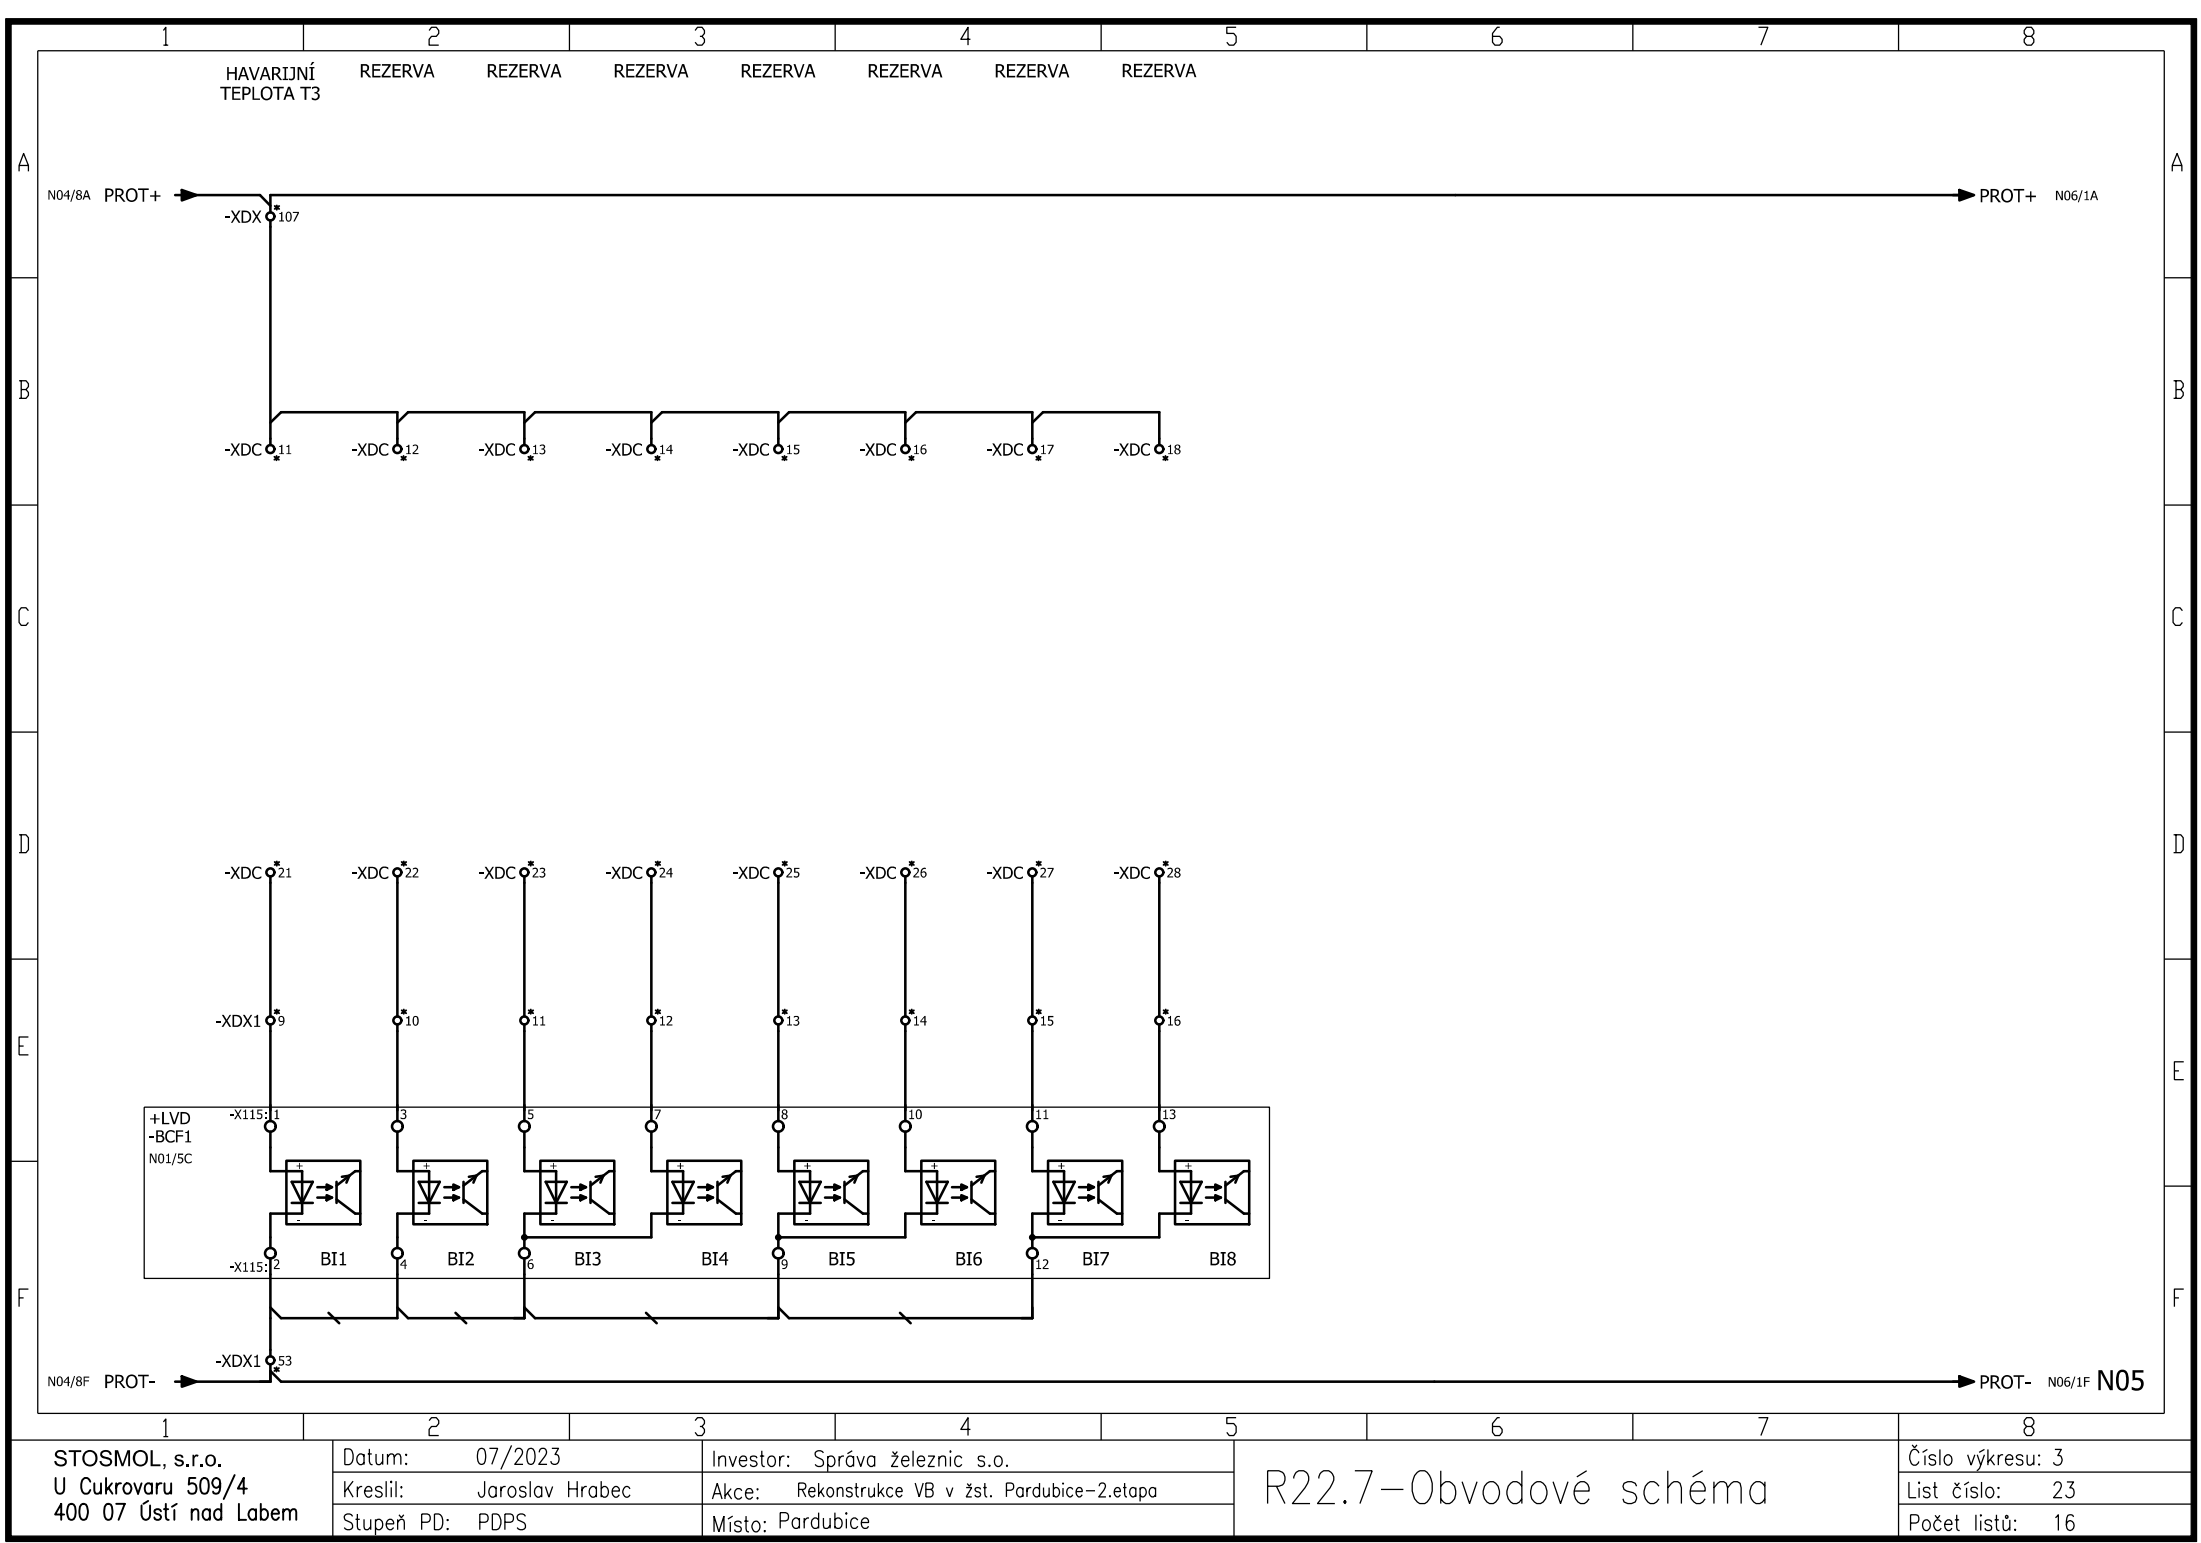 1 2 3 4 5 6 7 8
HAVARIJNÍ REZERVA REZERVA REZERVA REZERVA REZERVA REZERVA REZERVA
TEPLOTA T3
A A
N04/8A PROT+ PROT+ N06/1A
-XDX * 107
B B
-XDC 11 -XDC 12 -XDC 13 -XDC 14 -XDC 15 -XDC 16 -XDC 17 -XDC 18
* * * * * * * *
C C
D D
* * * * * * * *
-XDC 21 -XDC 22 -XDC 23 -XDC 24 -XDC 25 -XDC 26 -XDC 27 -XDC 28
* * * * * * * *
-XDX1 9 10 11 12 13 14 15 16
E E
+LVD -X115: 1 3 5 7 8 10 11 13
-BCF1
N01/5C
+ + + + + + + +
- - - - - - - -
BI1 BI2 BI3 BI4 BI5 BI6 BI7 BI8
-X115: 2 4 6 9 12
F F
-XDX1 53
*
N04/8F PROT- PROT- N06/1F N05
1 2 3 4 5 6 7 8
STOSMOL, s.r.o.
U Cukrovaru 509/4
400 07 Ústí nad Labem
Datum: 07/2023
Kreslil: Jaroslav Hrabec
Stupeň PD: PDPS
Investor: Správa železnic s.o.
Akce: Rekonstrukce VB v žst. Pardubice-2.etapa
Místo: Pardubice
R22.7-Obvodové schéma
Číslo výkresu: 3
List číslo: 23
Počet listů: 16